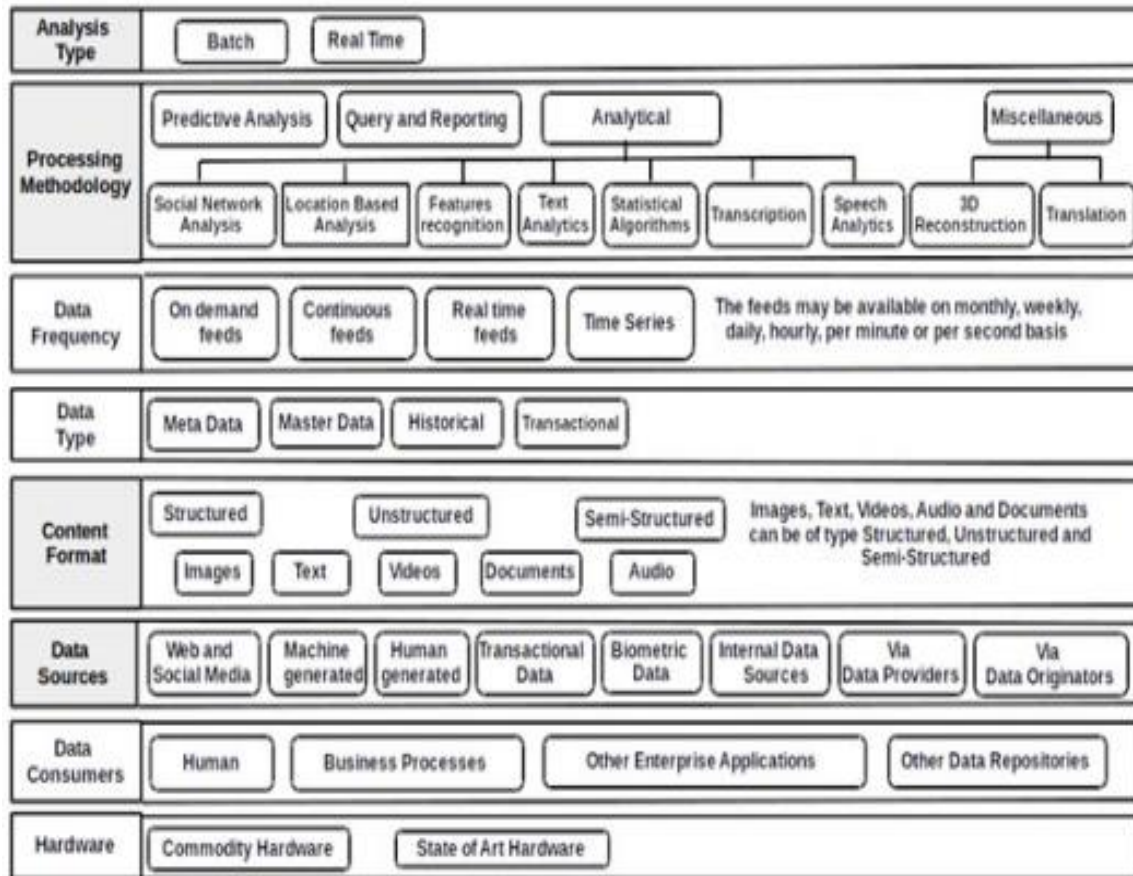 Analysis
Type
Batch
Real Time
Processing
Methodology
Predictive Analysis
Query and Reporting
Analytical
Miscellaneous
Social Network
Analysis
Location Based
Analysis
Features
recognition
Text
Analytics
Statistical
Algorithms
Transcription
Speech
Analytics
3D
Reconstruction
Translation
Data
Frequency
On demand
feeds
Continuous
feeds
Real time
feeds
Time Series
The feeds may be available on monthly, weekly,
daily, hourly, per minute or per second basis
Data
Type
Meta Data
Master Data
Historical
Transactional
Content
Format
Structured
Unstructured
Semi-Structured
Images
Text
Videos
Documents
Audio
Images, Text, Videos, Audio and Documents
can be of type Structured, Unstructured and
Semi-Structured
Data
Sources
Web and
Social Media
Machine
generated
Human
generated
Transactional
Data
Biometric
Data
Internal Data
Sources
Via
Data Providers
Via
Data Originators
Data
Consumers
Human
Business Processes
Other Enterprise Applications
Other Data Repositories
Hardware
Commodity Hardware
State of Art Hardware